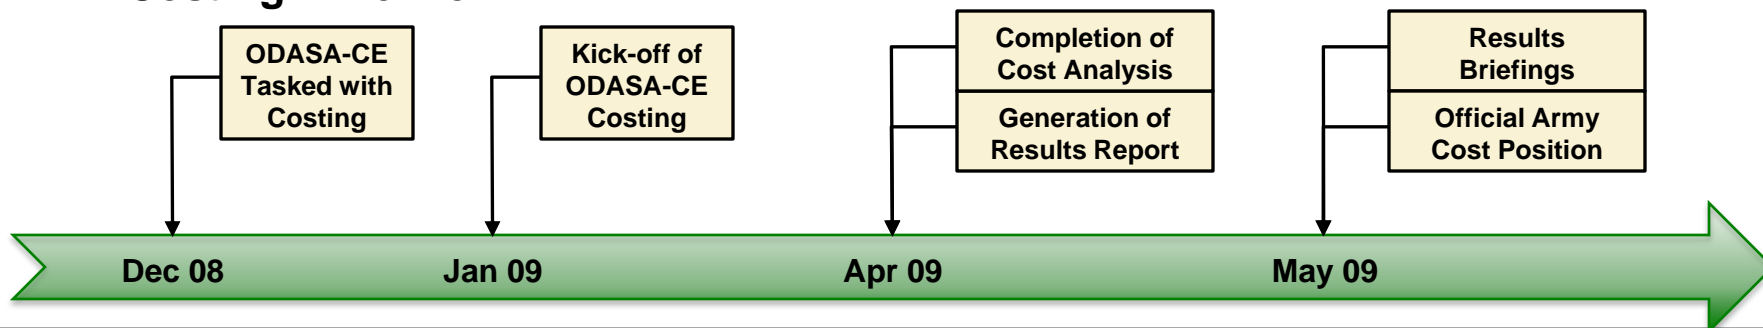 ODASA-CE
Tasked with
Costing
Kick-off of
ODASA-CE
Costing
Completion of
Cost Analysis
Generation of
Results Report
Results
Briefings
Official Army
Cost Position
Dec 08
Jan 09
Apr 09
May 09